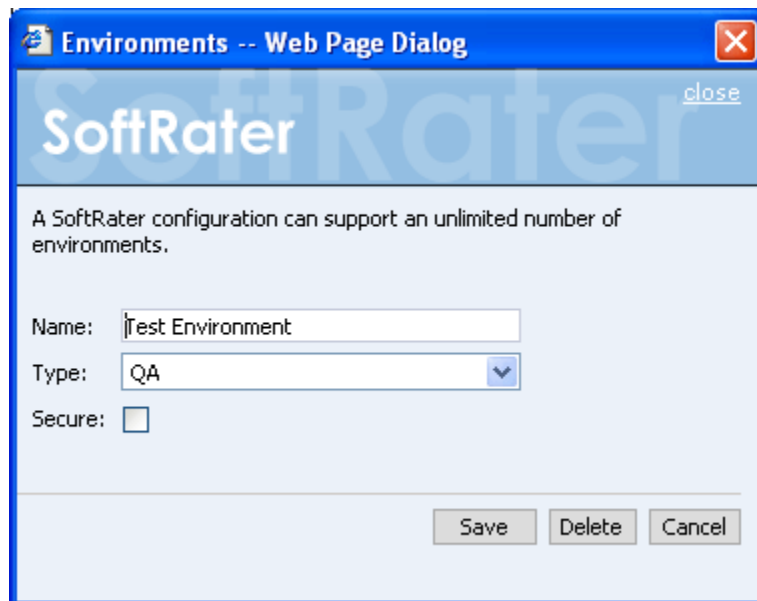 Environments -- Web Page Dialog
SoftRater
close
SoftRater
A SoftRater configuration can support an unlimited number of
environments.
Name: Test Environment
Type: QA
Secure:
Save Delete Cancel